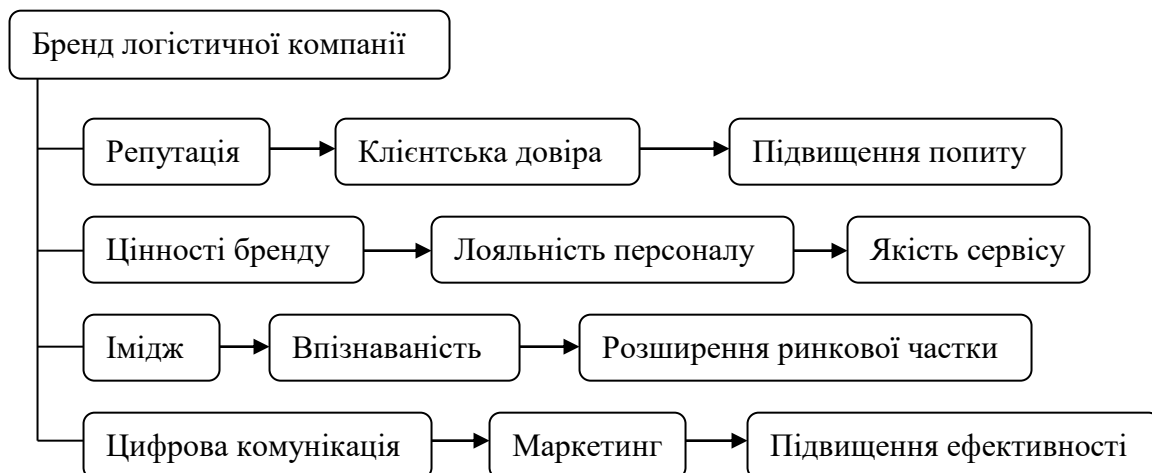 Бренд логістичної компанії
Репутація
Клієнтська довіра
Підвищення попиту
Цінності бренду
Лояльність персоналу
Якість сервісу
Імідж
Впізнаваність
Розширення ринкової частки
Цифрова комунікація
Маркетинг
Підвищення ефективності